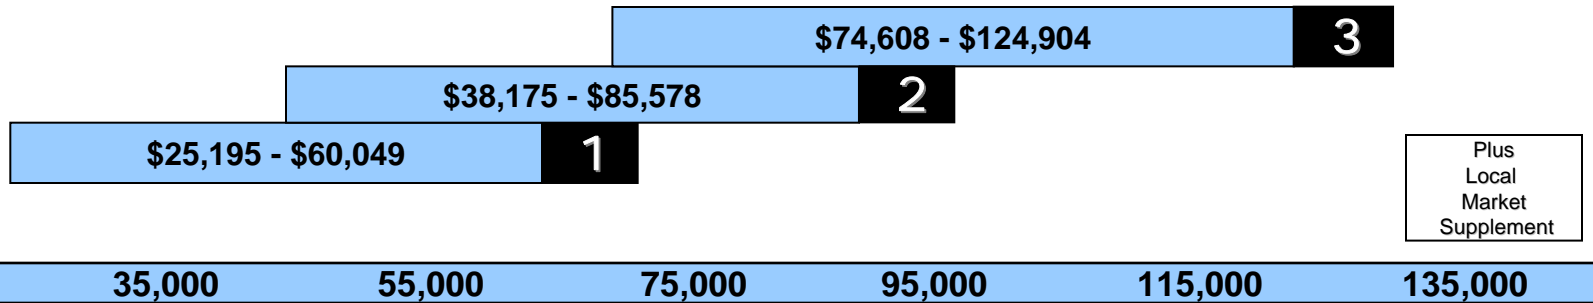 $74,608 - $124,904 3
$38,175 - $85,578 2
$25,195 - $60,049 1
Plus
Local
Market
Supplement
35,000 55,000 75,000 95,000 115,000 135,000